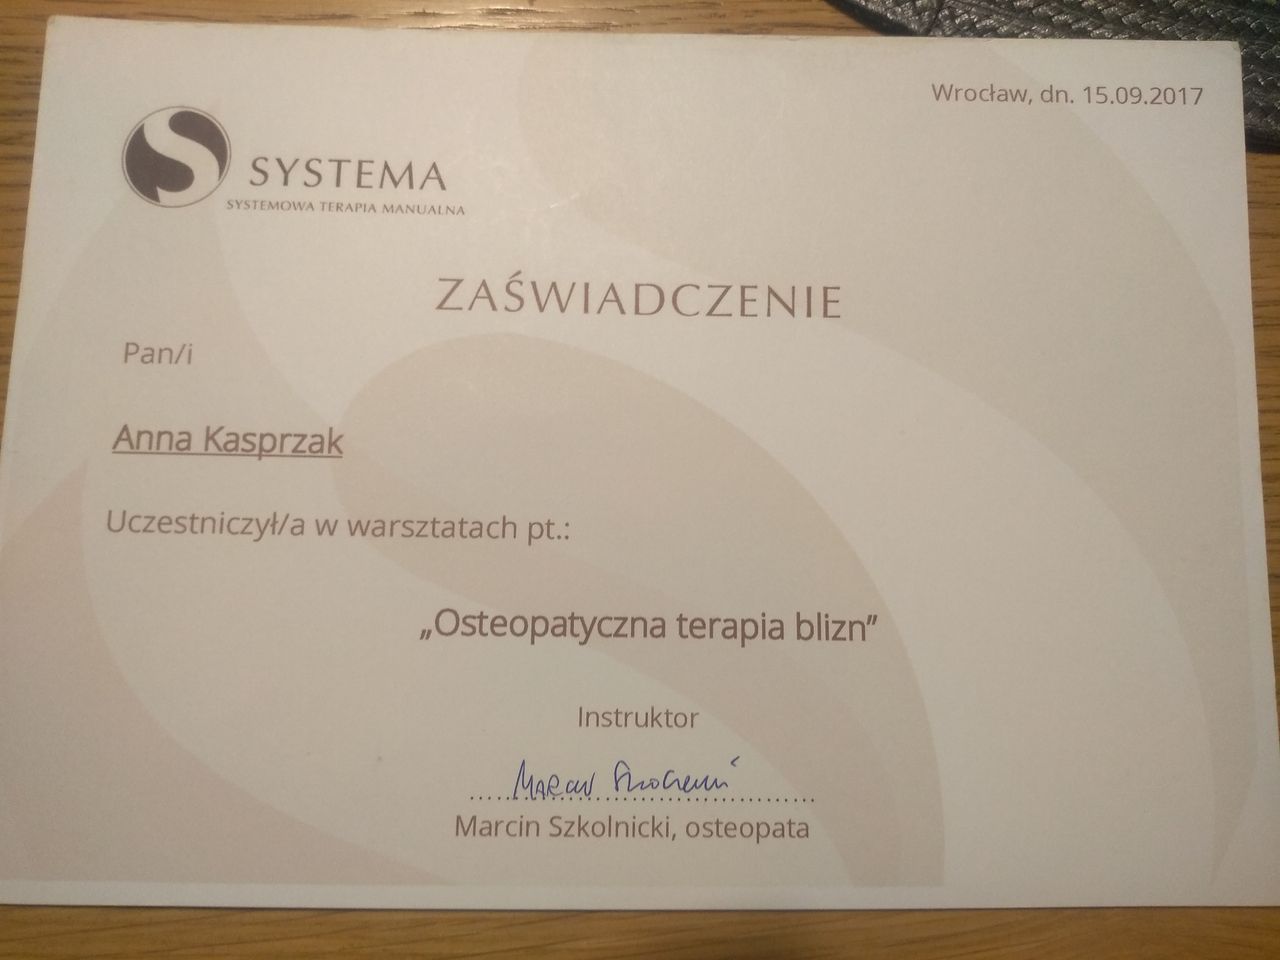 Wrocław, dn. 15.09.2017
SYSTEMA
SYSTEMOWA TERAPIA MANUALNA
ZAŚWIADCZENIE
Pan/i
Anna Kasprzak
Uczestniczył/a w warsztatach pt.:
„Osteopatyczna terapia blizn”
Instruktor
Marcin
Marcin Szkolnicki, osteopata